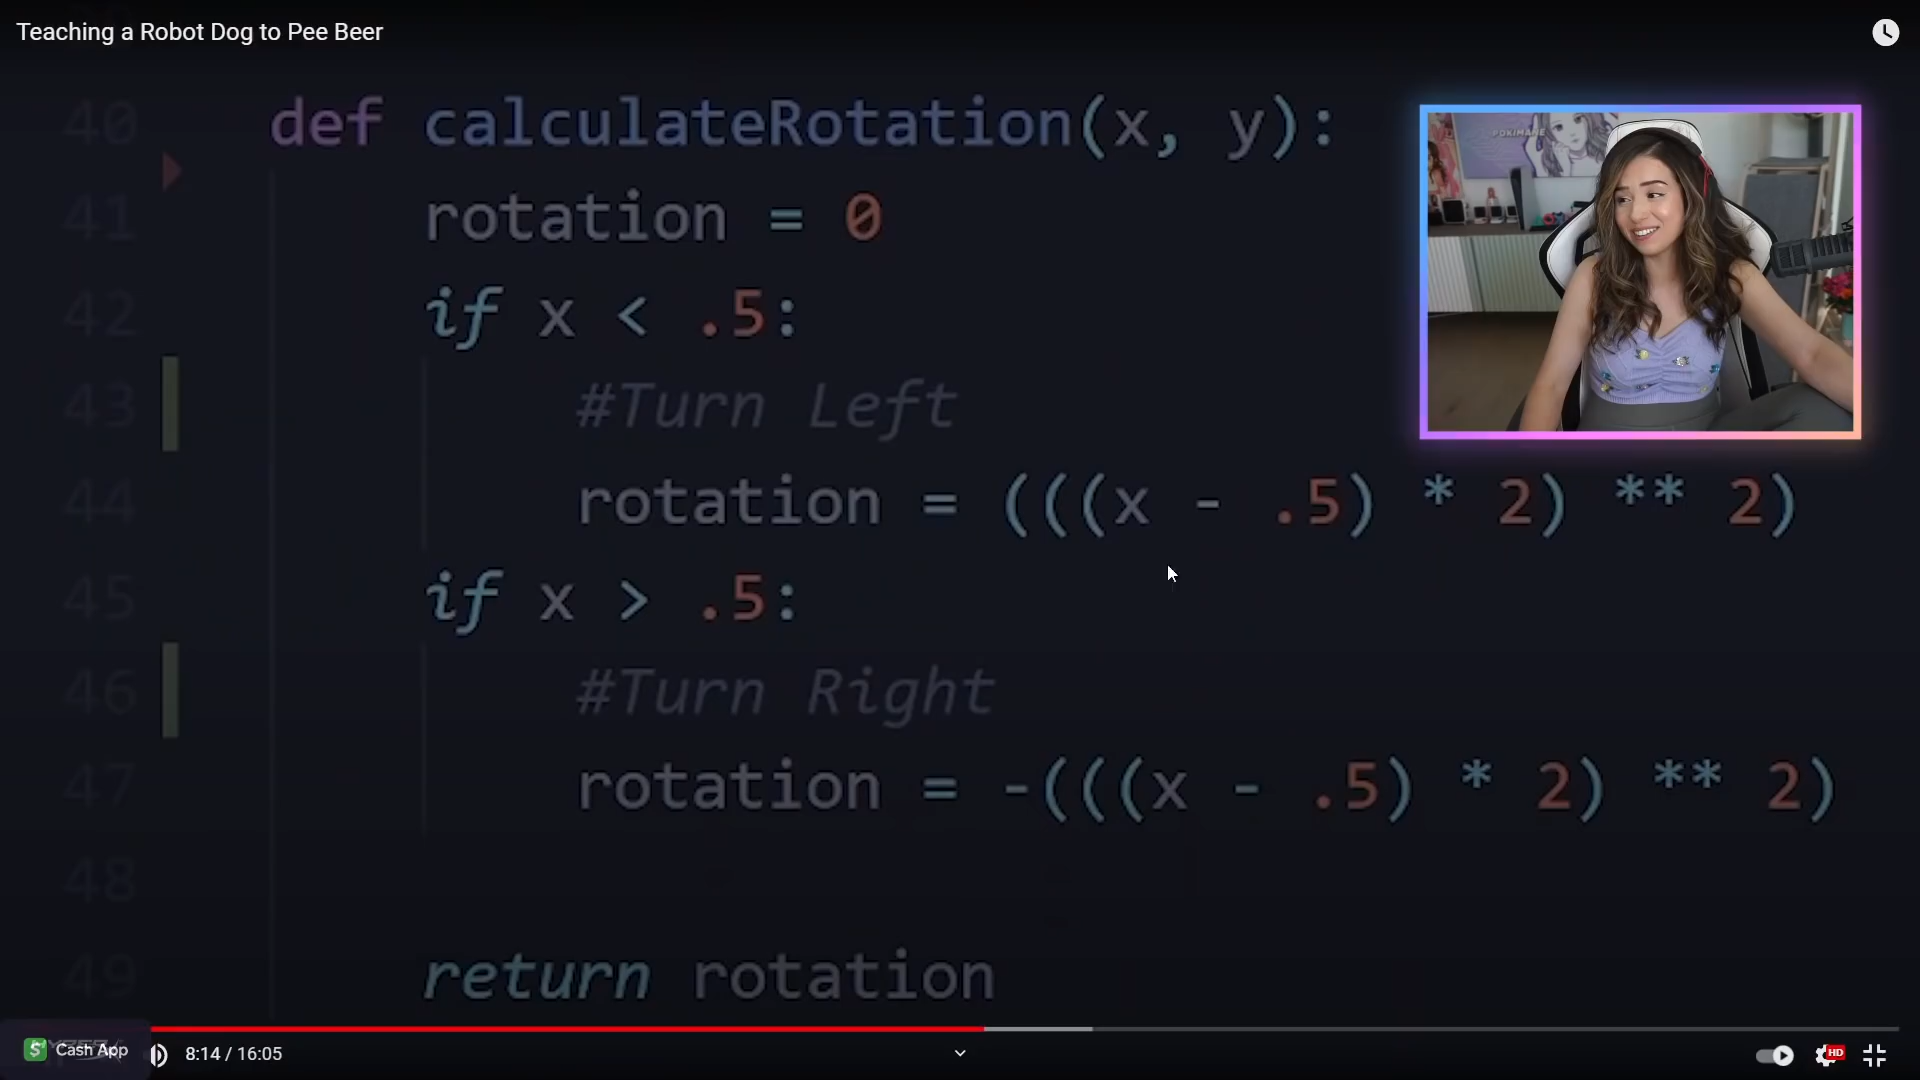 Teaching a Robot Dog to Pee Beer
40 def calculateRotation(x, y):
POKIMANE
41 rotation = 0
42 if x < .5:
43 #Turn Left
44 rotation = (((x - .5) * 2) ** 2)
45 if x > .5:
46 #Turn Right
47 rotation = -(((x - .5) * 2) ** 2)
48
49 return rotation
Cash App
8:14 / 16:05
HD